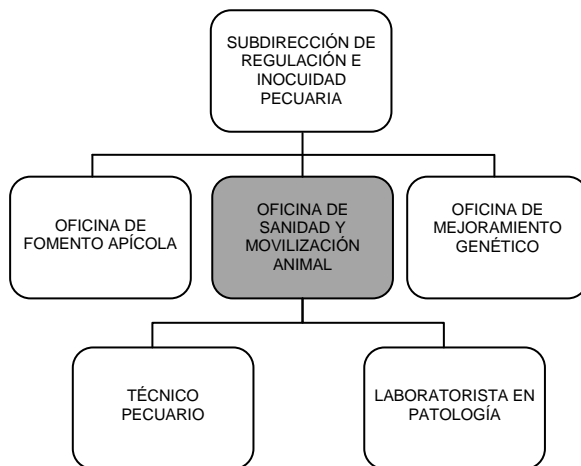 SUBDIRECCIÓN DE
REGULACIÓN E
INOCUIDAD
PECUARIA
OFICINA DE
FOMENTO APÍCOLA
OFICINA DE
SANIDAD Y
MOVILIZACIÓN
ANIMAL
OFICINA DE
MEJORAMIENTO
GENÉTICO
TÉCNICO
PECUARIO
LABORATORISTA EN
PATOLOGÍA